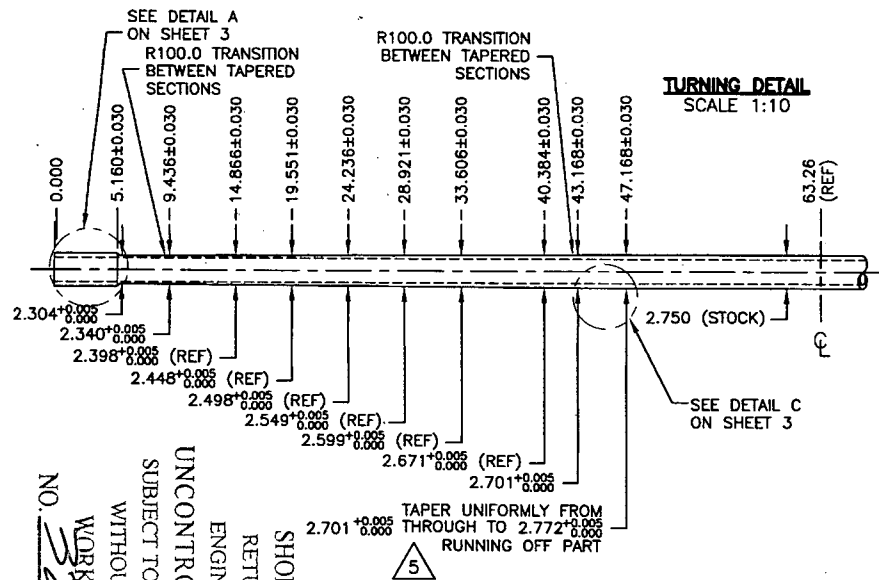 SEE DETAIL A
ON SHEET 3
R100.0 TRANSITION
BETWEEN TAPERED
SECTIONS
R100.0 TRANSITION
BETWEEN TAPERED
SECTIONS
TURNING DETAIL
SCALE 1:10
0.000
5.160±0.030
9.436±0.030
14.866±0.030
19.551±0.030
24.236±0.030
28.921±0.030
33.606±0.030
40.384±0.030
43.168±0.030
47.168±0.030
63.26
(REF)
2.304 +0.005 0.000
2.340 +0.005 0.000
2.398 +0.005 0.000 (REF)
2.448 +0.005 0.000 (REF)
2.498 +0.005 0.000 (REF)
2.549 +0.005 0.000 (REF)
2.599 +0.005 0.000 (REF)
2.671 +0.005 0.000 (REF)
2.701 +0.005 0.000
2.750 (STOCK)
SEE DETAIL C
ON SHEET 3
TAPER UNIFORMLY FROM
2.701 +0.005 0.000 THROUGH TO 2.772 +0.005 0.000
RUNNING OFF PART
5
SHO
RETU
ENGIN
UNCONTRO
SUBJECT TO
WITHOU
WORK
NO.